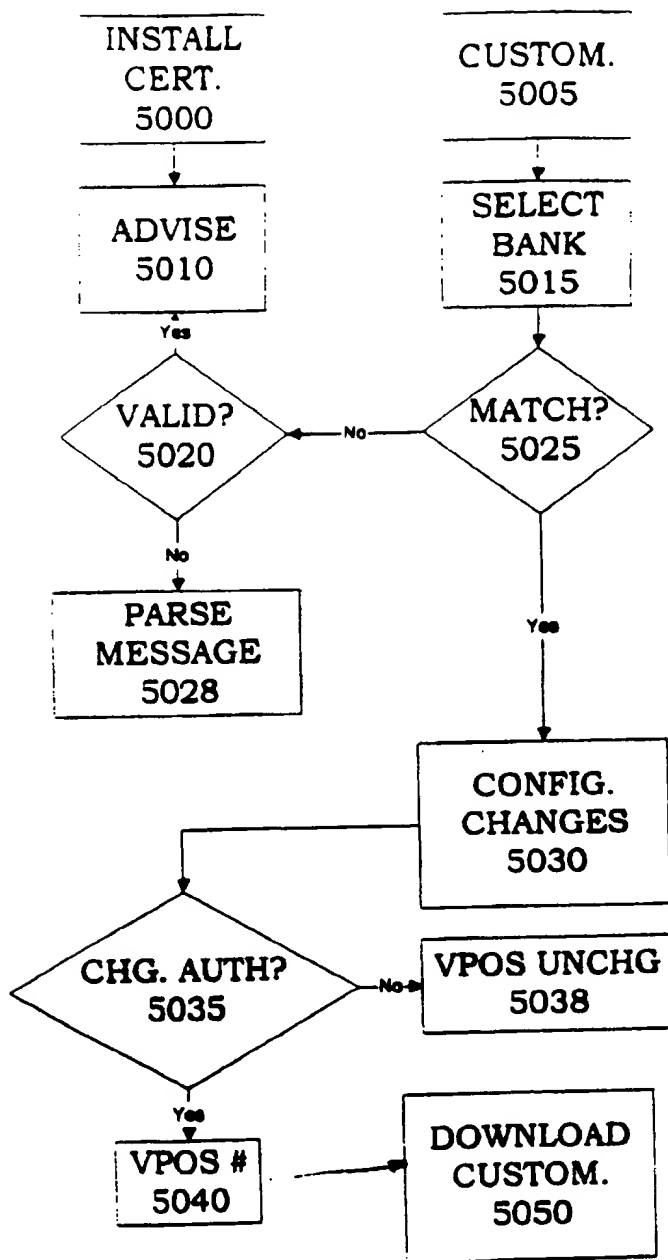 INSTALL
CERT.
5000
CUSTOM.
5005
ADVISE
5010
SELECT
BANK
5015
Yes
VALID?
5020
No
MATCH?
5025
No
PARSE
MESSAGE
5028
Yes
CONFIG.
CHANGES
5030
CHG. AUTH?
5035
No
VPOS UNCHG
5038
Yes
VPOS #
5040
DOWNLOAD
CUSTOM.
5050